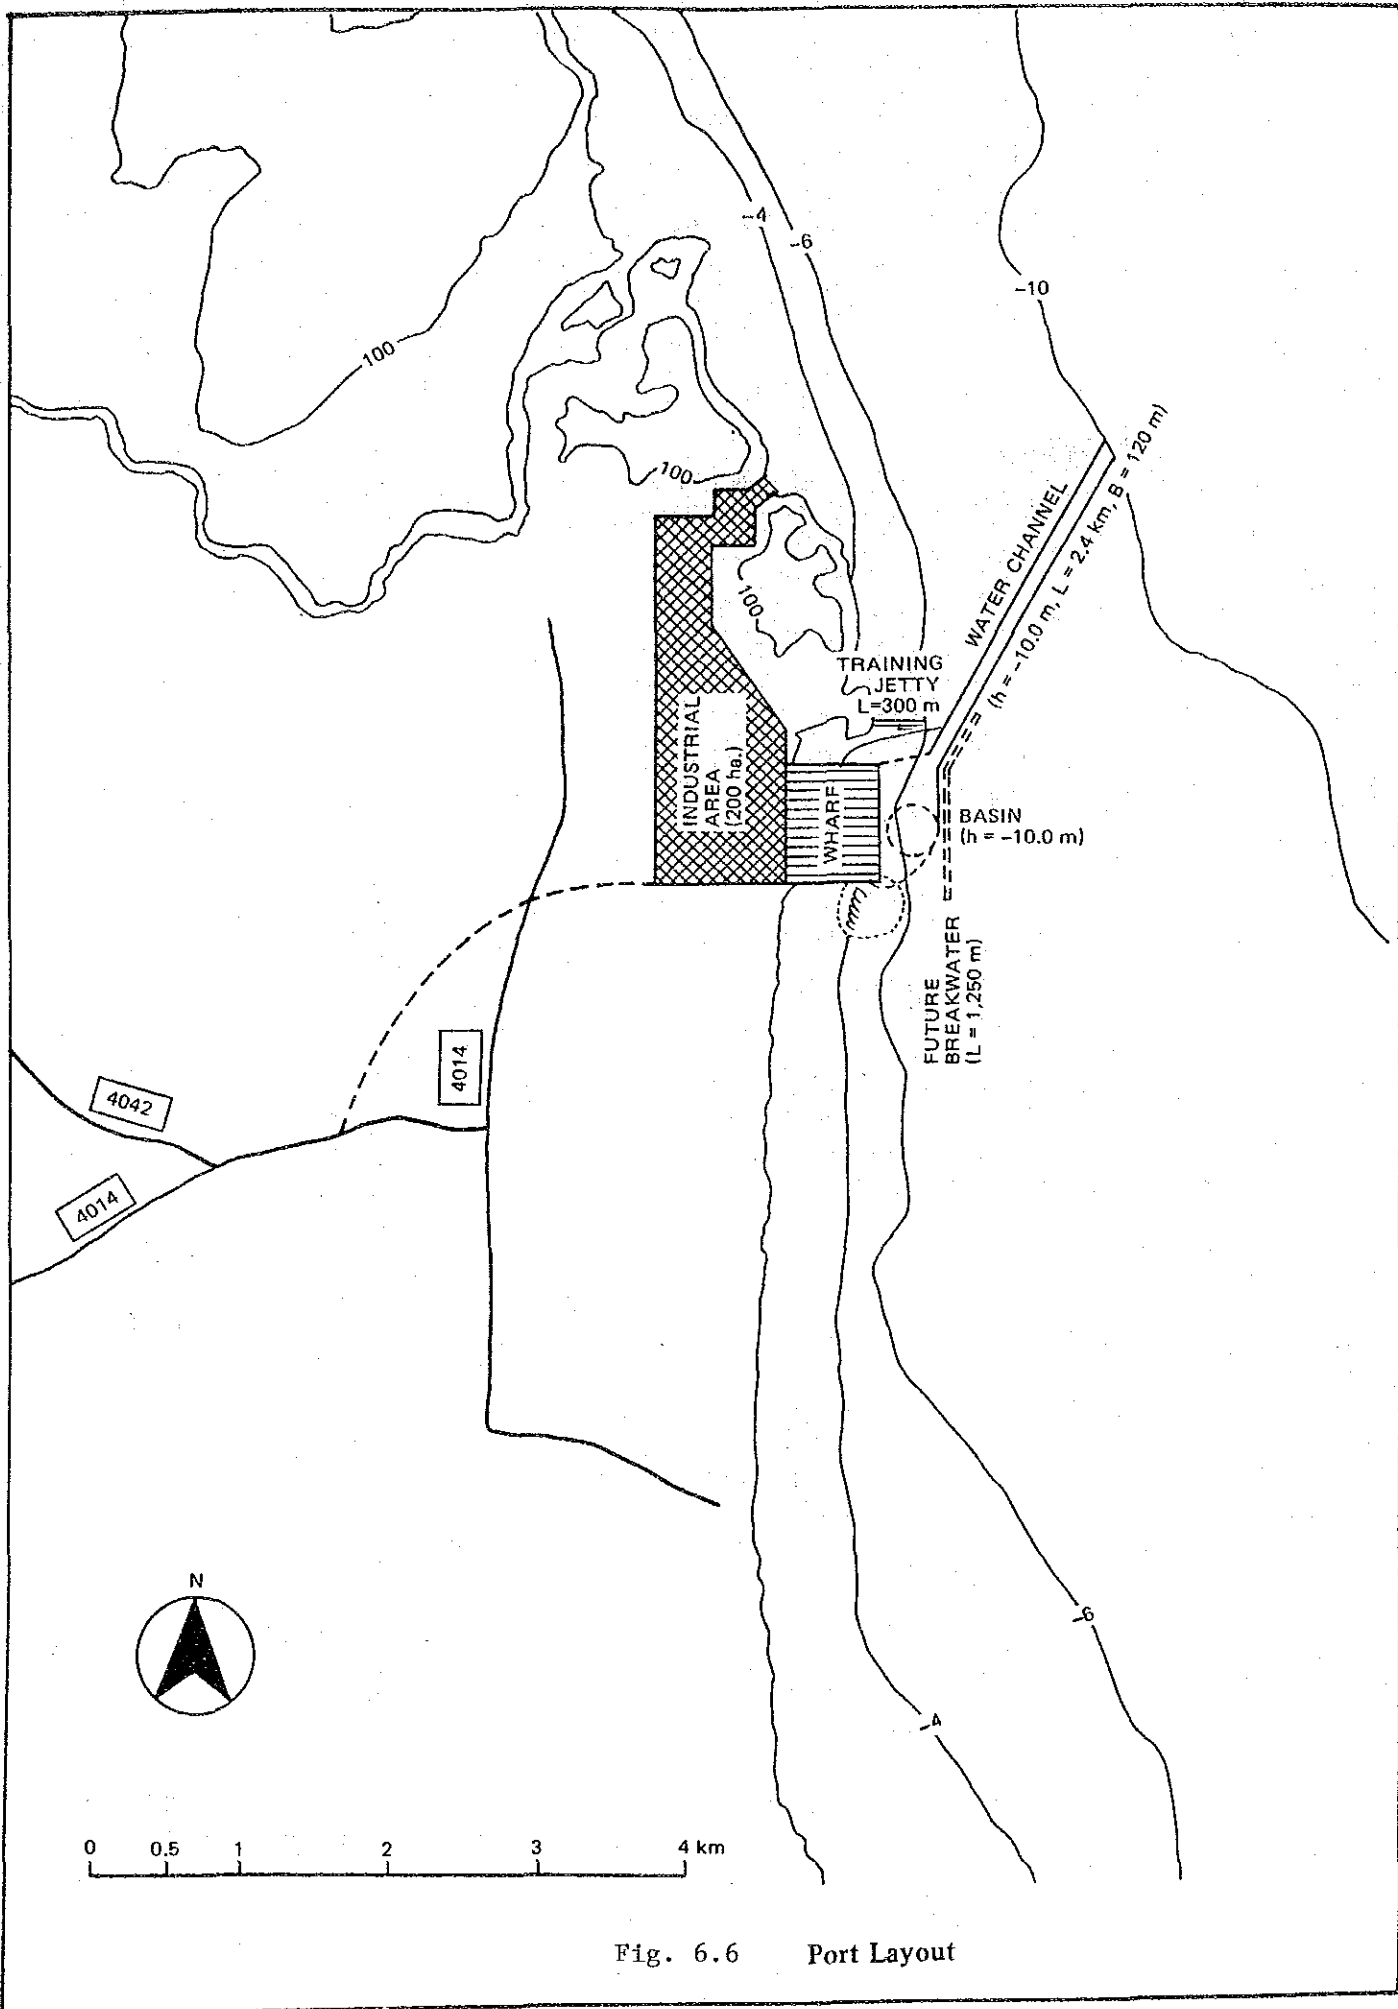 -4
-6
-10
100
100
WATER CHANNEL
(h = -10.0 m, L = 2.4 km, B = 120 m)
100
TRAINING
JETTY
L=300 m
INDUSTRIAL
AREA
(200 ha.)
WHARF
BASIN
(h = -10.0 m)
FUTURE
BREAKWATER
(L = 1,250 m)
4014
4042
4014
N
-6
-4
0 0.5 1 2 3 4 km
Fig. 6.6 Port Layout